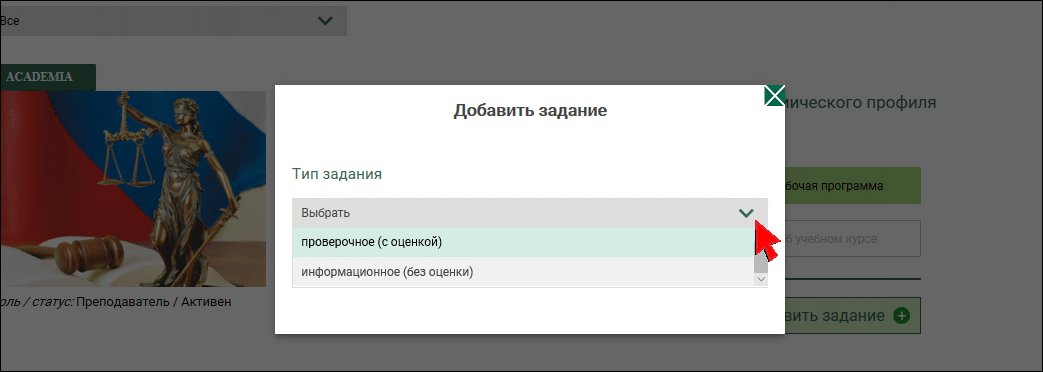 Все
ACADEMIA
Добавить задание
ического профиля
Тип задания
Выбрать
бочая программа
проверочное (с оценкой)
б учебном курсе
информационное (без оценки)
оль / статус: Преподаватель / Активен
вить задание